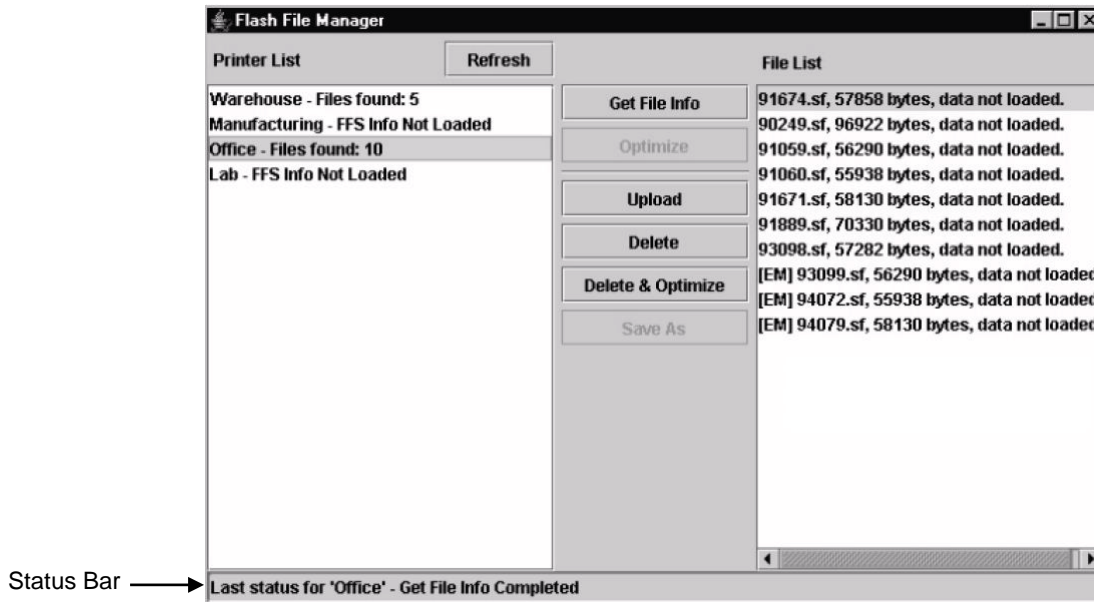 Flash File Manager
Printer List
Refresh
File List
Warehouse - Files found: 5
Manufacturing - FFS Info Not Loaded
Office - Files found: 10
Lab - FFS Info Not Loaded
Get File Info
Optimize
Upload
Delete
Delete & Optimize
Save As
91674.sf, 57858 bytes, data not loaded.
90249.sf, 96922 bytes, data not loaded.
91059.sf, 56290 bytes, data not loaded.
91060.sf, 55938 bytes, data not loaded.
91671.sf, 58130 bytes, data not loaded.
91889.sf, 70330 bytes, data not loaded.
93098.sf, 57282 bytes, data not loaded.
[EM] 93099.sf, 56290 bytes, data not loaded
[EM] 94072.sf, 55938 bytes, data not loaded
[EM] 94079.sf, 58130 bytes, data not loaded
Status Bar
Last status for 'Office' - Get File Info Completed